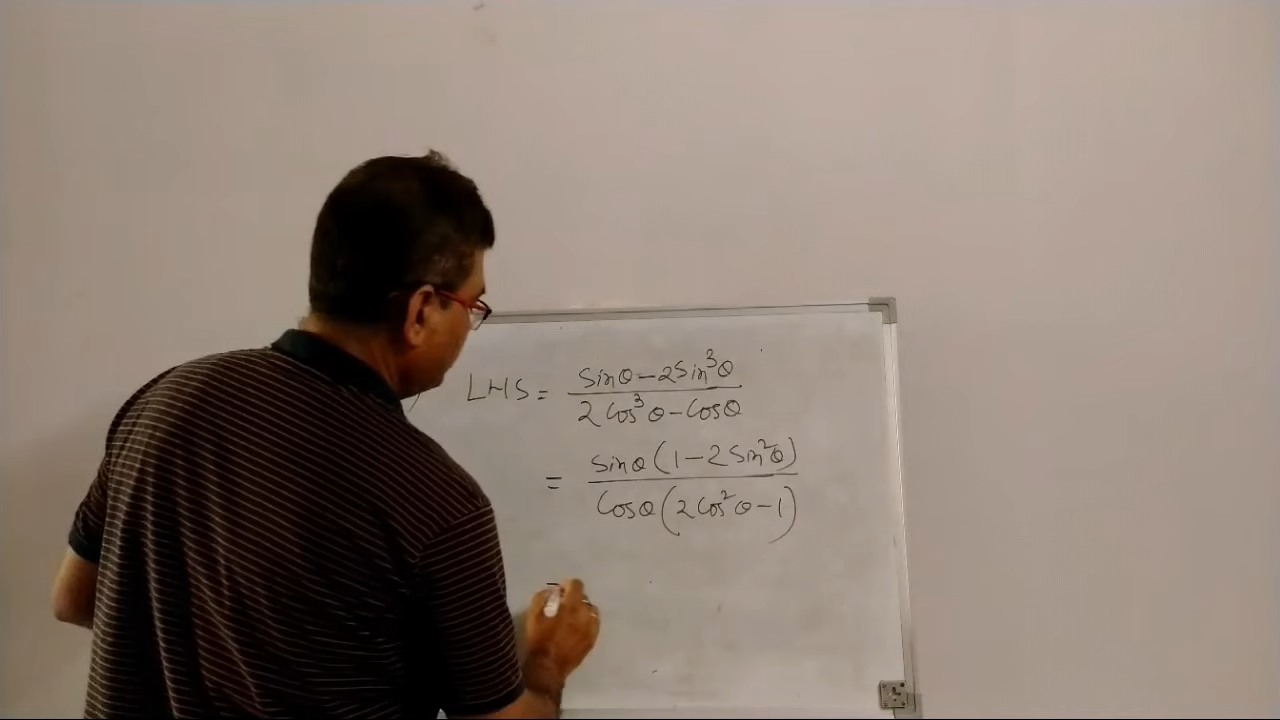 LHS = sinθ-2Sin³θ
2Cos³θ-Cosθ
= sinθ(1-2Sin²θ)
Cosθ(2Cos²θ-1)
=